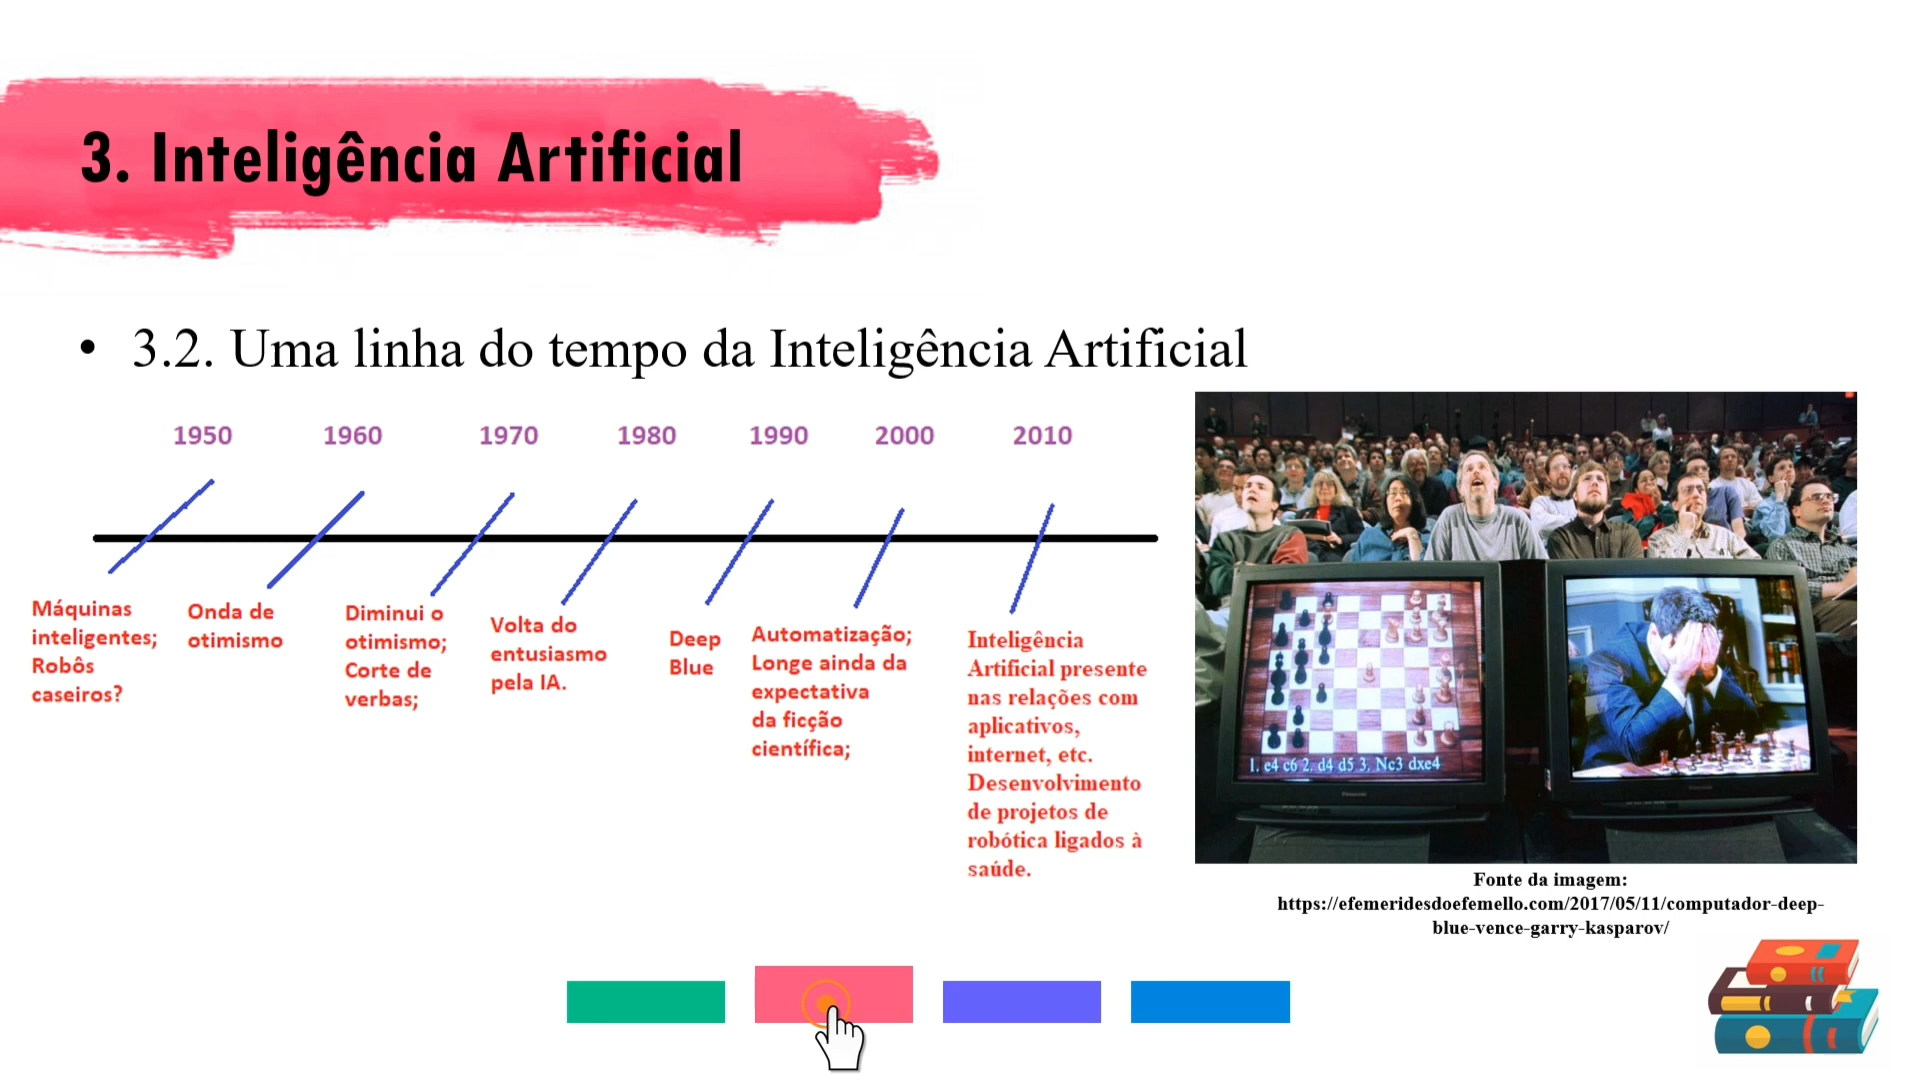 3. Inteligência Artificial
• 3.2. Uma linha do tempo da Inteligência Artificial
1950 1960 1970 1980 1990 2000 2010
Máquinas
inteligentes;
Robôs
caseiros?
Onda de
otimismo
Diminui o
otimismo;
Corte de
verbas;
Volta do
entusiasmo
pela IA.
Deep
Blue
Automatização;
Longe ainda da
expectativa
da ficção
científica;
Inteligência
Artificial presente
nas relações com
aplicativos,
internet, etc.
Desenvolvimento
de projetos de
robótica ligados à
saúde.
1. e4 c6 2. d4 d5 3. Nc3 dxe4
Fonte da imagem:
https://efemeridesdoefemello.com/2017/05/11/computador-deep-
blue-vence-garry-kasparov/